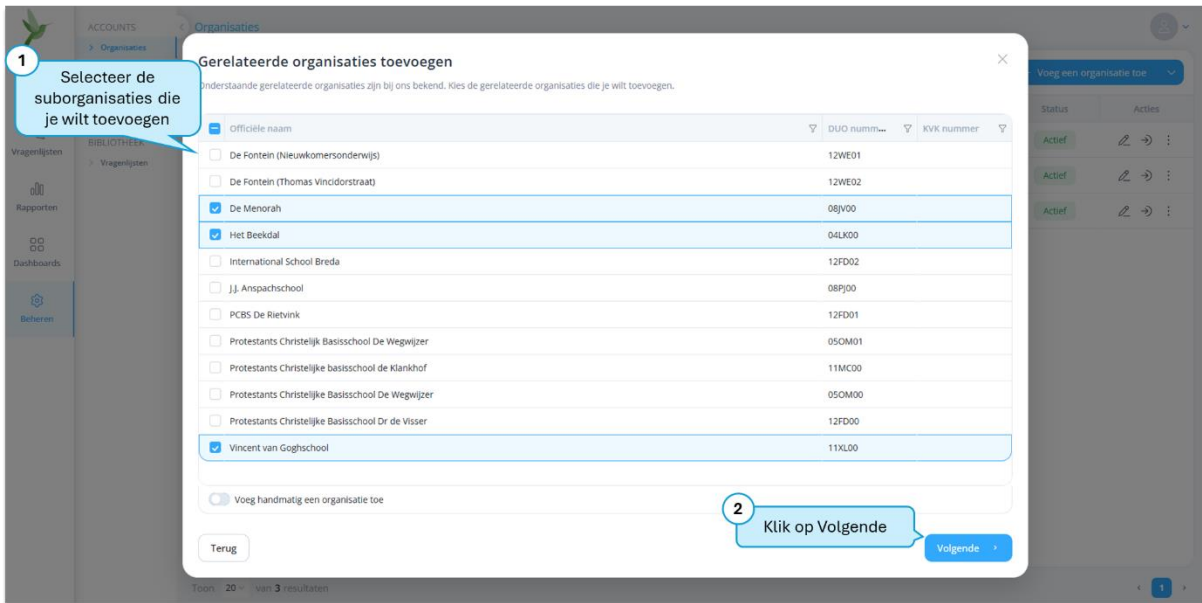 ACCOUNTS
Organisaties
Organisaties
1
Selecteer de
suborganisaties die
je wilt toevoegen
Gerelateerde organisaties toevoegen
Onderstaande gerelateerde organisaties zijn bij ons bekend. Kies de gerelateerde organisaties die je wilt toevoegen.
Voeg een organisatie toe
Status Acties
Vragenlijsten
BIBLIOTHEEK
Vragenlijsten
Rapporten
Dashboards
Beheren
Officiële naam DUO numm... KVK nummer
De Fontein (Nieuwkomersonderwijs) 12WE01
De Fontein (Thomas Vincidorstraat) 12WE02
De Menorah 08JV00
Het Beekdal 04LK00
International School Breda 12FD02
J.J. Anspachschool 08PJ00
PCBS De Rietvink 12FD01
Protestants Christelijk Basisschool De Wegwijzer 05OM01
Protestants Christelijke basisschool de Klankhof 11MC00
Protestants Christelijke Basisschool De Wegwijzer 05OM00
Protestants Christelijke Basisschool Dr de Visser 12FD00
Vincent van Goghschool 11XL00
Actief
Actief
Actief
Voeg handmatig een organisatie toe
2
Klik op Volgende
Terug
Volgende
Toon 20 van 3 resultaten
1